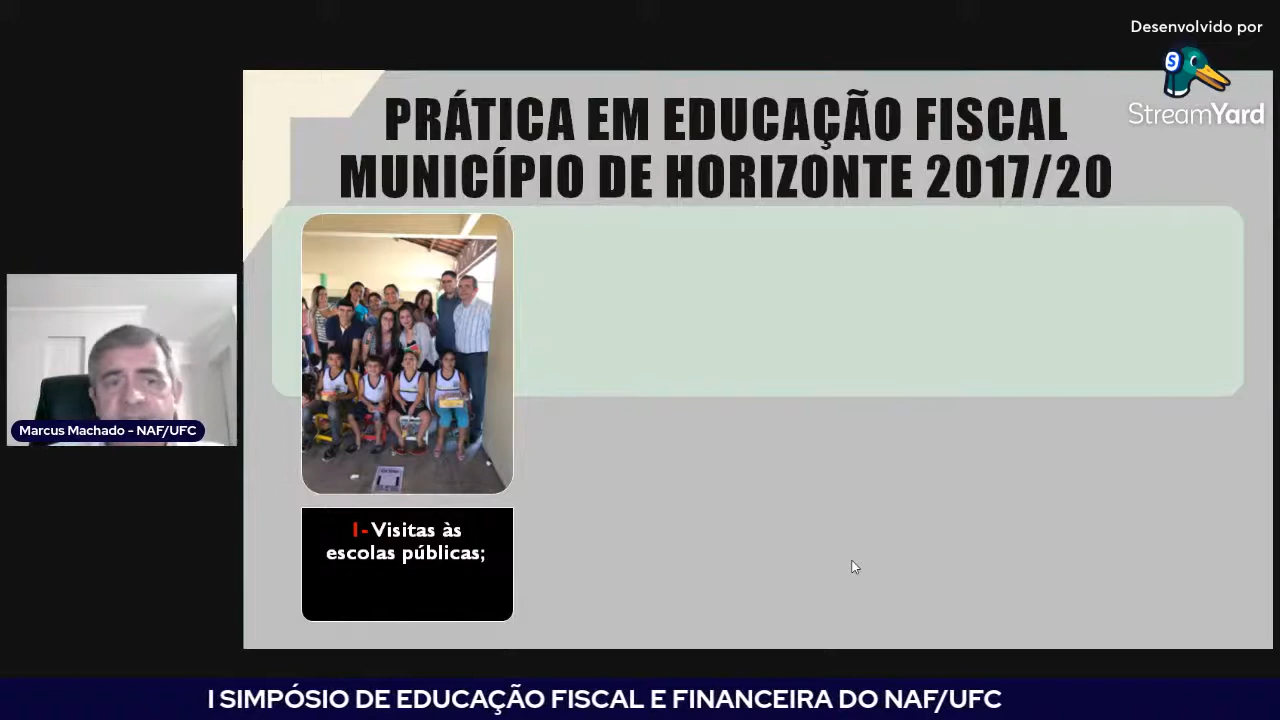 Desenvolvido por
StreamYard
PRÁTICA EM EDUCAÇÃO FISCAL
MUNICÍPIO DE HORIZONTE 2017/20
Marcus Machado - NAF/UFC
1- Visitas às
escolas públicas;
I SIMPÓSIO DE EDUCAÇÃO FISCAL E FINANCEIRA DO NAF/UFC